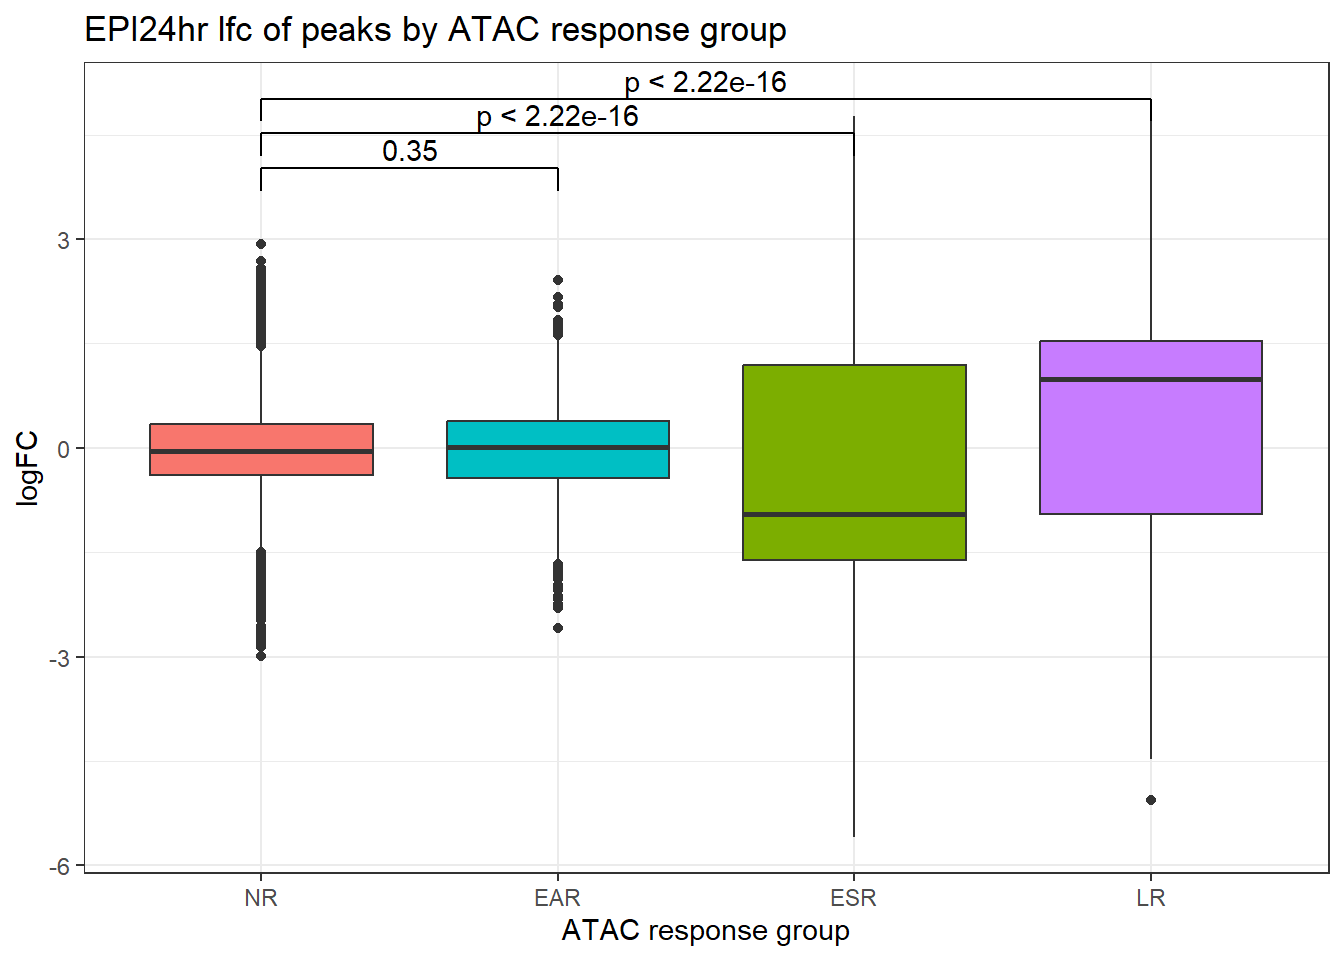 EPI24hr lfc of peaks by ATAC response group
p < 2.22e-16
p < 2.22e-16
0.35
3
0
-3
-6
logFC
NR EAR ESR LR
ATAC response group